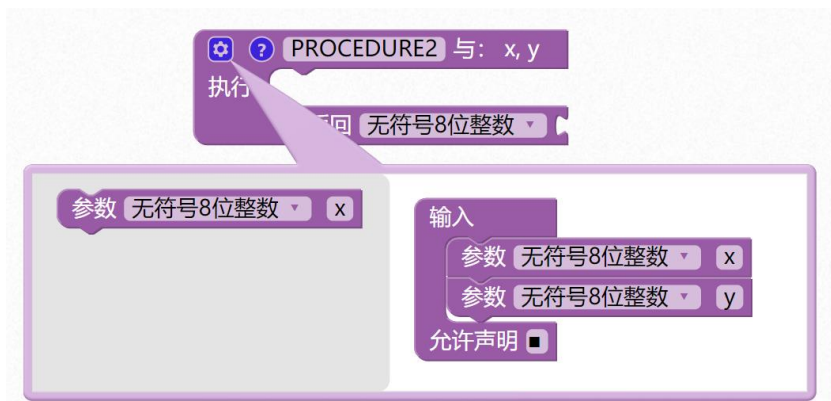 ? PROCEDURE2 与: x, y
执行
回 无符号8位整数
参数 无符号8位整数 x
输入
参数 无符号8位整数 x
参数 无符号8位整数 y
允许声明